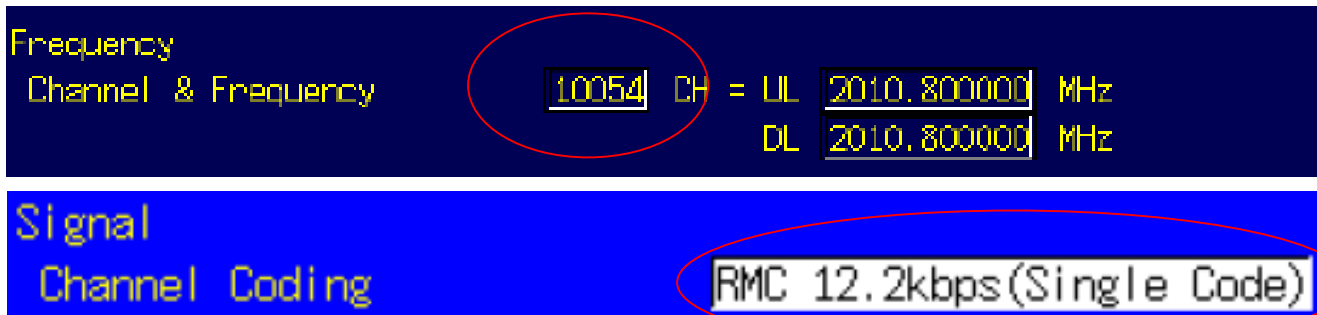 Frequency
Channel & Frequency 10054 CH = UL 2010.800000 MHz
DL 2010.800000 MHz
Signal
Channel Coding RMC 12.2kbps(Single Code)